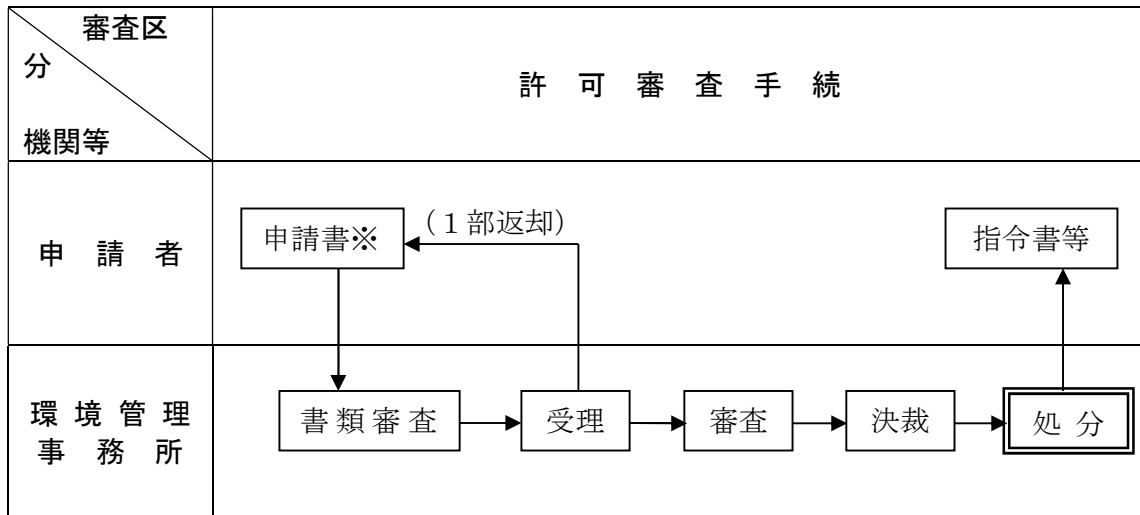 審査区
分
機関等
許 可 審 査 手 続
申 請 者
申請書※
(1部返却)
指令書等
環 境 管 理
事 務 所
書類審査
受理
審査
決裁
処 分